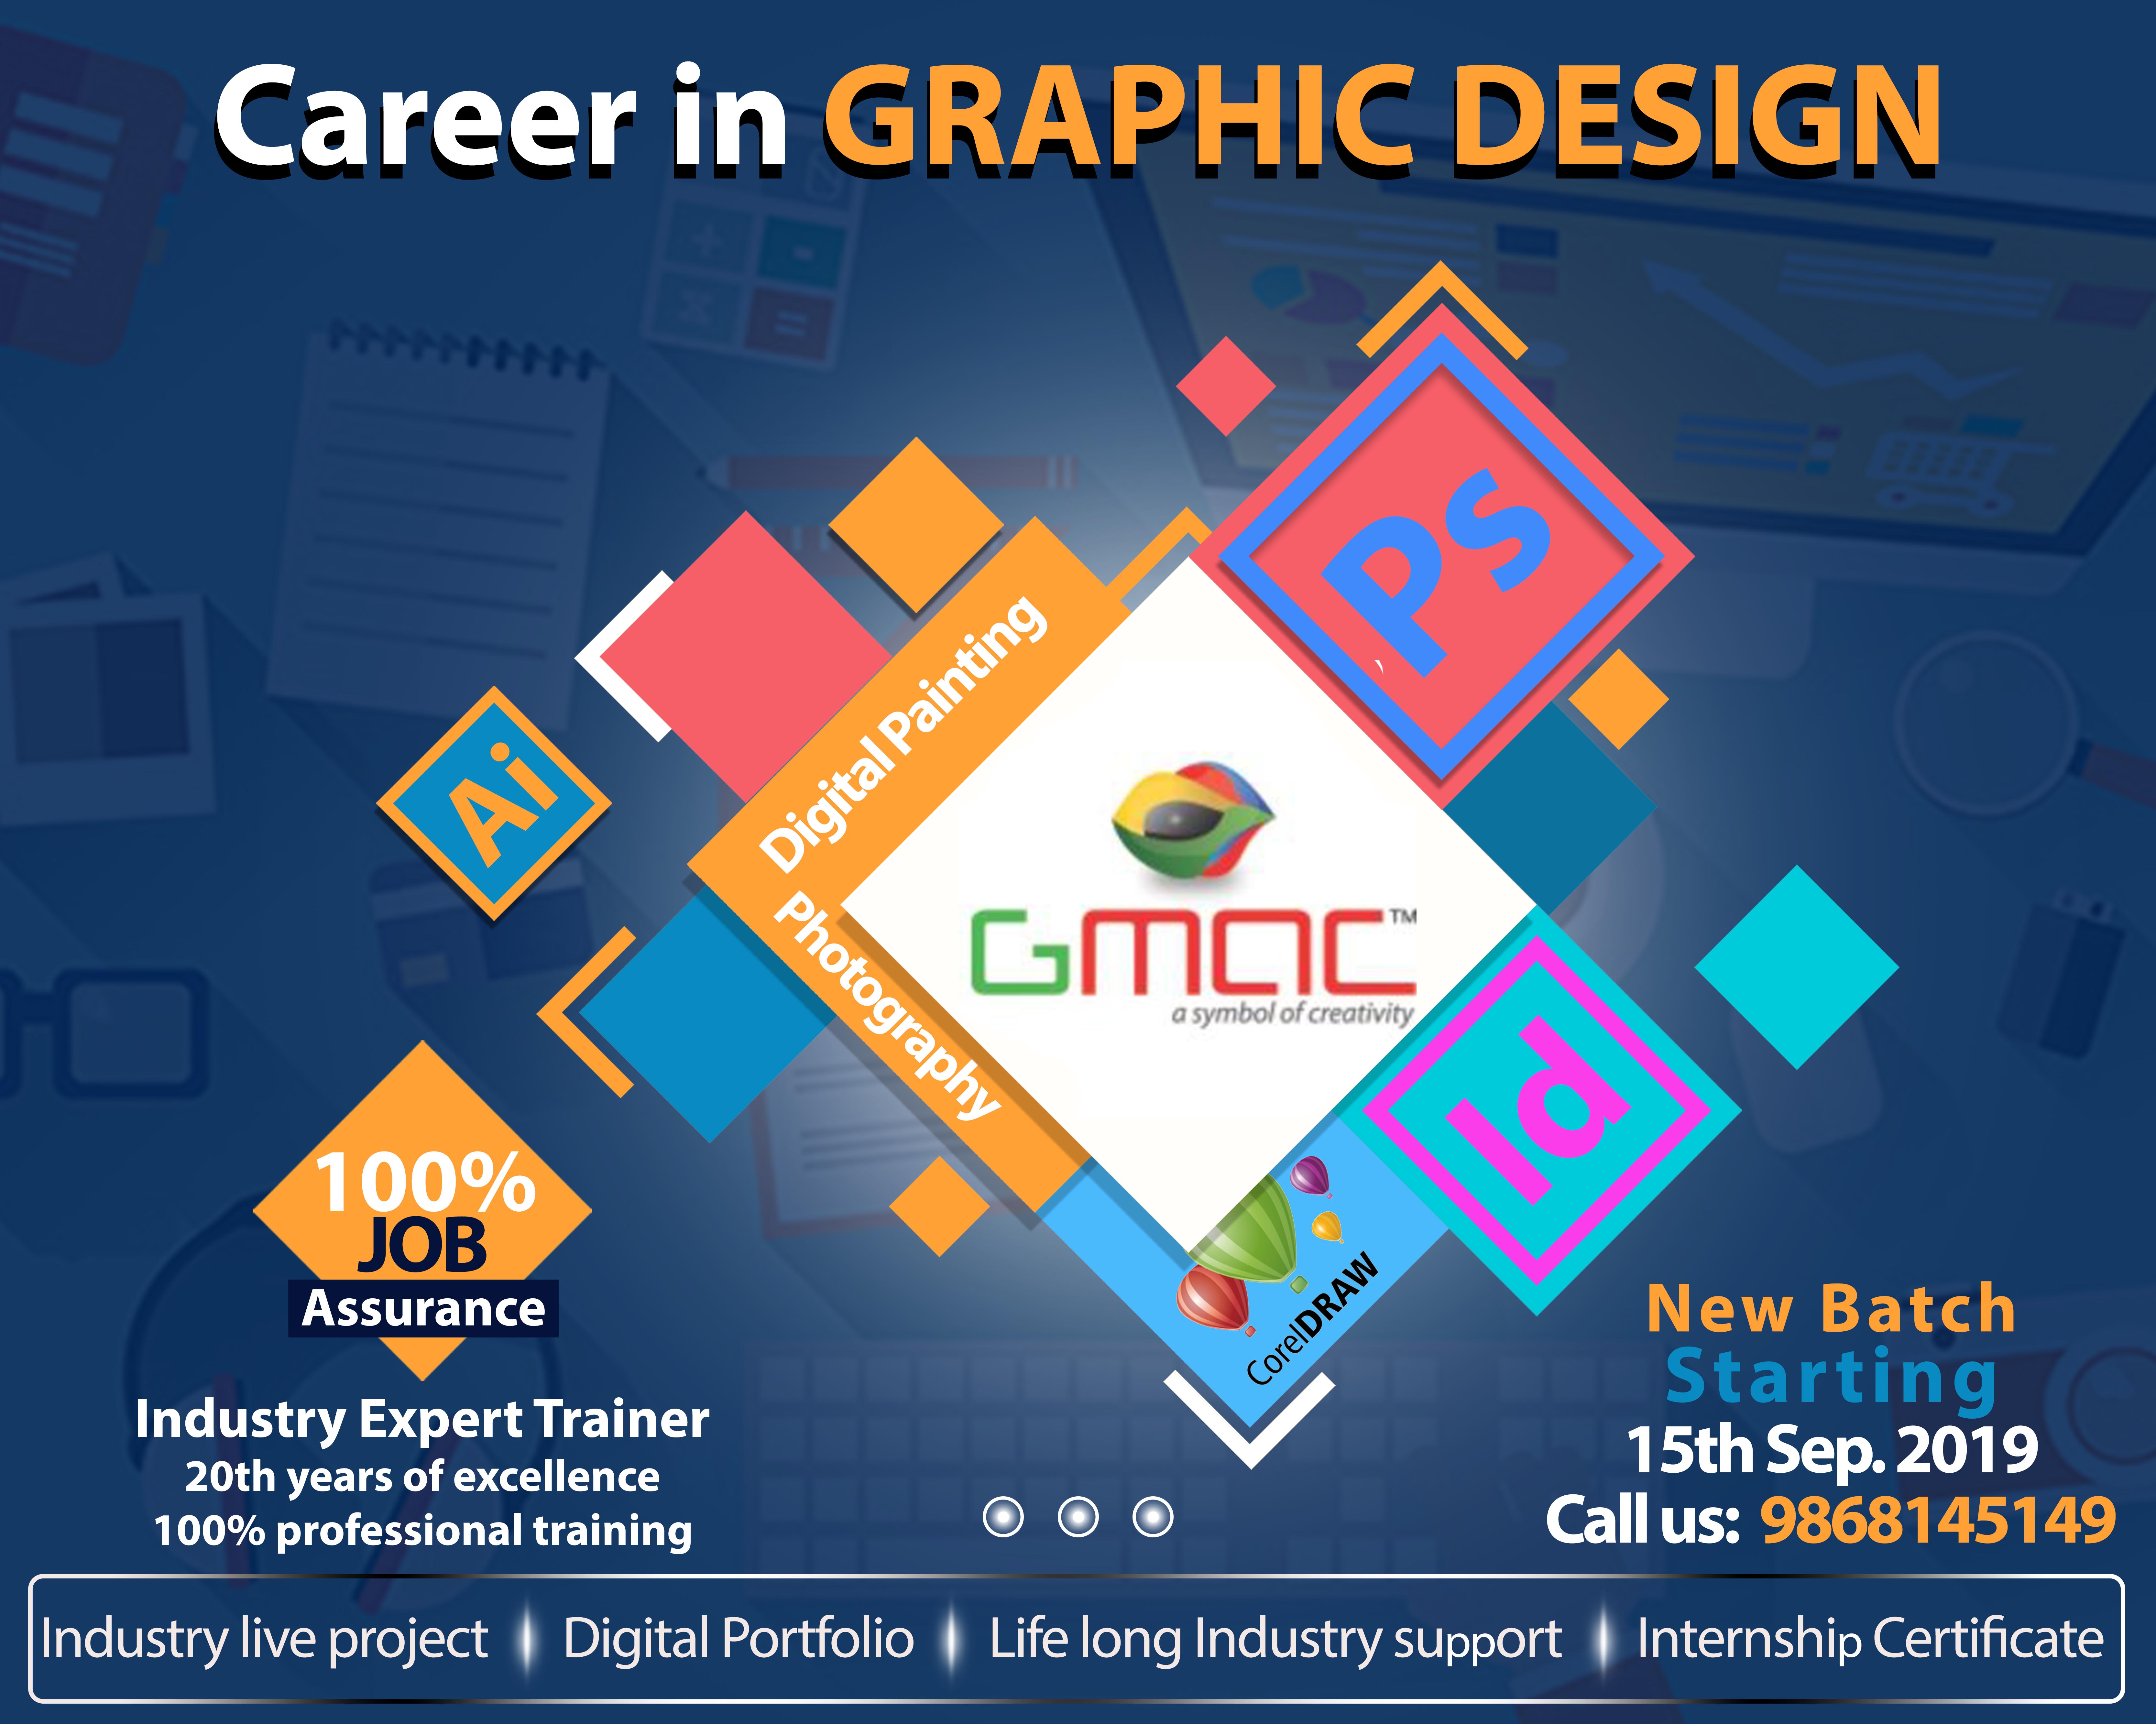 Career in GRAPHIC DESIGN
Ps
Digital Painting
Ai
Photography
GMAC™
a symbol of creativity
Id
CorelDRAW
100%
JOB
Assurance
Industry Expert Trainer
20th years of excellence
100% professional training
New Batch
Starting
15th Sep. 2019
Call us: 9868145149
Industry live project
Digital Portfolio
Life long Industry support
Internship Certificate